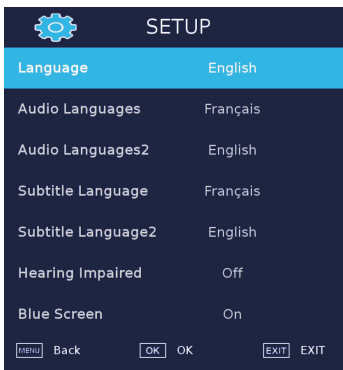 SETUP
Language English
Audio Languages Français
Audio Languages2 English
Subtitle Language Français
Subtitle Language2 English
Hearing Impaired Off
Blue Screen On
MENU Back OK OK EXIT EXIT